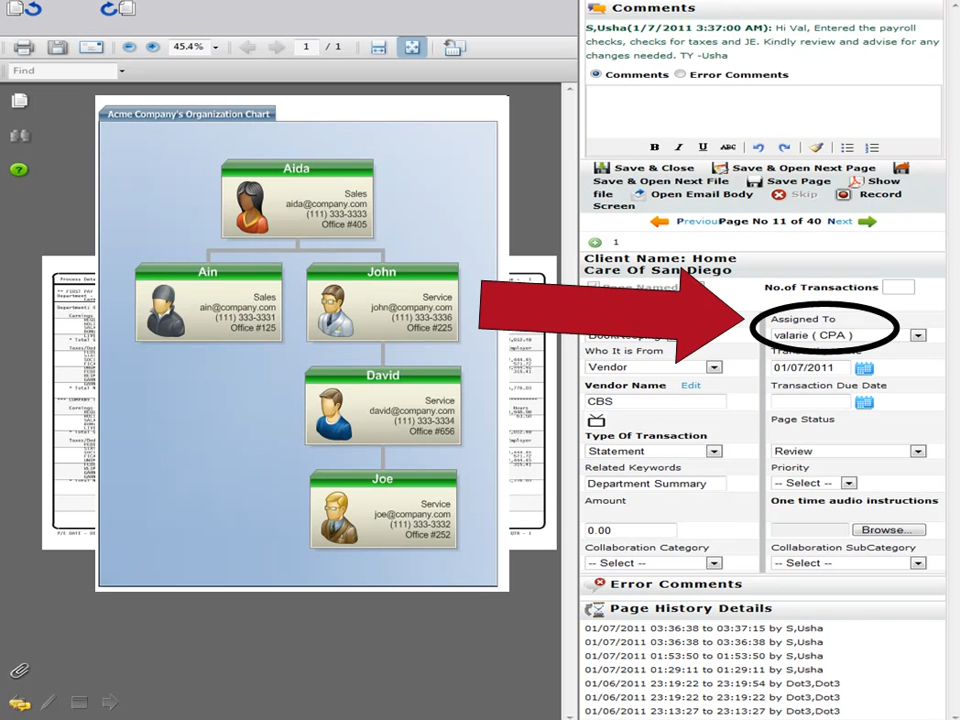 45.4%
1 / 1
Find
Acme Company's Organization Chart
Aida
Sales
aida@company.com
(111) 333-3333
Office #405
Ain
Sales
ain@company.com
(111) 333-3331
Office #125
John
Service
john@company.com
(111) 333-3336
Office #225
David
Service
david@company.com
(111) 333-3334
Office #656
Joe
Service
joe@company.com
(111) 333-3332
Office #252
Comments
S,Usha(1/7/2011 3:37:00 AM): Hi Val, Entered the payroll
checks, checks for taxes and JE. Kindly review and advise for any
changes needed. TY -Usha
Comments Error Comments
B I U ABC
Save & Close Save & Open Next Page
Save & Open Next File Save Page Show
file Open Email Body Skip Record
Screen
Previou Page No 11 of 40 Next
1
Client Name: Home
Care Of San Diego
No.of Transactions
Assigned To
valarie ( CPA )
Who It is From
Vendor
01/07/2011
Vendor Name Edit
Transaction Due Date
CBS
Page Status
Type Of Transaction
Statement
Review
Related Keywords
Priority
Department Summary
-- Select --
Amount
One time audio instructions
0.00
Browse...
Collaboration Category
Collaboration SubCategory
-- Select --
-- Select --
Error Comments
Page History Details
01/07/2011 03:36:38 to 03:37:15 by S,Usha
01/07/2011 03:36:38 to 03:36:38 by S,Usha
01/07/2011 01:53:50 to 01:53:50 by S,Usha
01/07/2011 01:29:11 to 01:29:11 by S,Usha
01/06/2011 23:19:22 to 23:19:54 by Dot3,Dot3
01/06/2011 23:19:22 to 23:19:22 by Dot3,Dot3
01/06/2011 23:13:27 to 23:13:27 by Dot3,Dot3